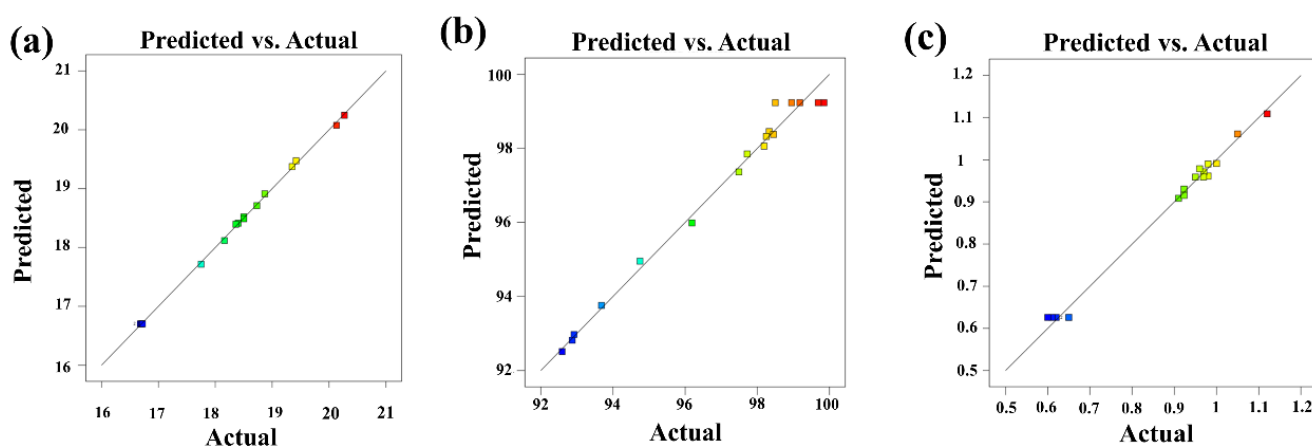 (a)
Predicted vs. Actual
21
20
19
18
17
16
Predicted
16 17 18 19 20 21
Actual
(b)
Predicted vs. Actual
100
98
96
94
92
Predicted
92 94 96 98 100
Actual
(c)
Predicted vs. Actual
1.2
1.1
1
0.9
0.8
0.7
0.6
0.5
Predicted
0.5 0.6 0.7 0.8 0.9 1 1.1 1.2
Actual